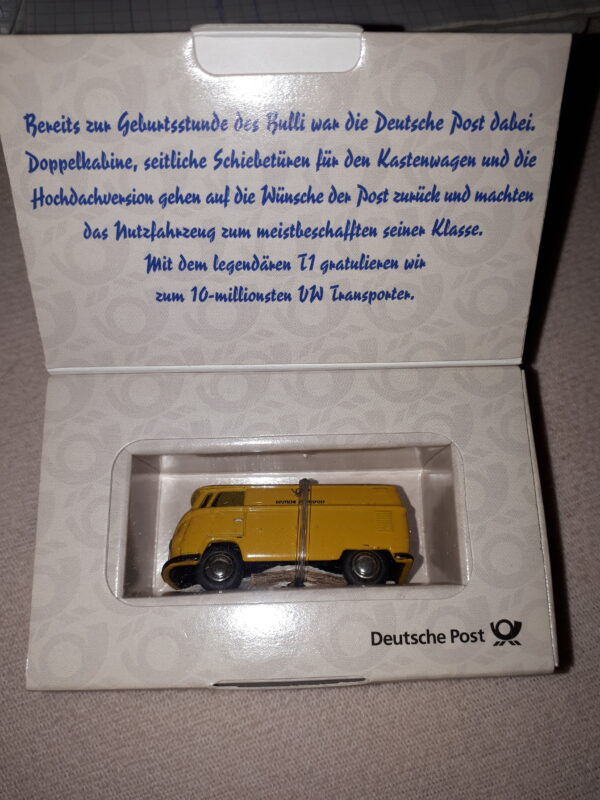 Bereits zur Geburtsstunde des Bulli war die Deutsche Post dabei.
Doppelkabine, seitliche Schiebetüren für den Kastenwagen und die
Hochdachversion gehen auf die Wünsche der Post zurück und machten
das Nutzfahrzeug zum meistbeschafften seiner Klasse.
Mit dem legendären T1 gratulieren wir
zum 10-millionsten VW Transporter.
DEUTSCHE
Deutsche Post